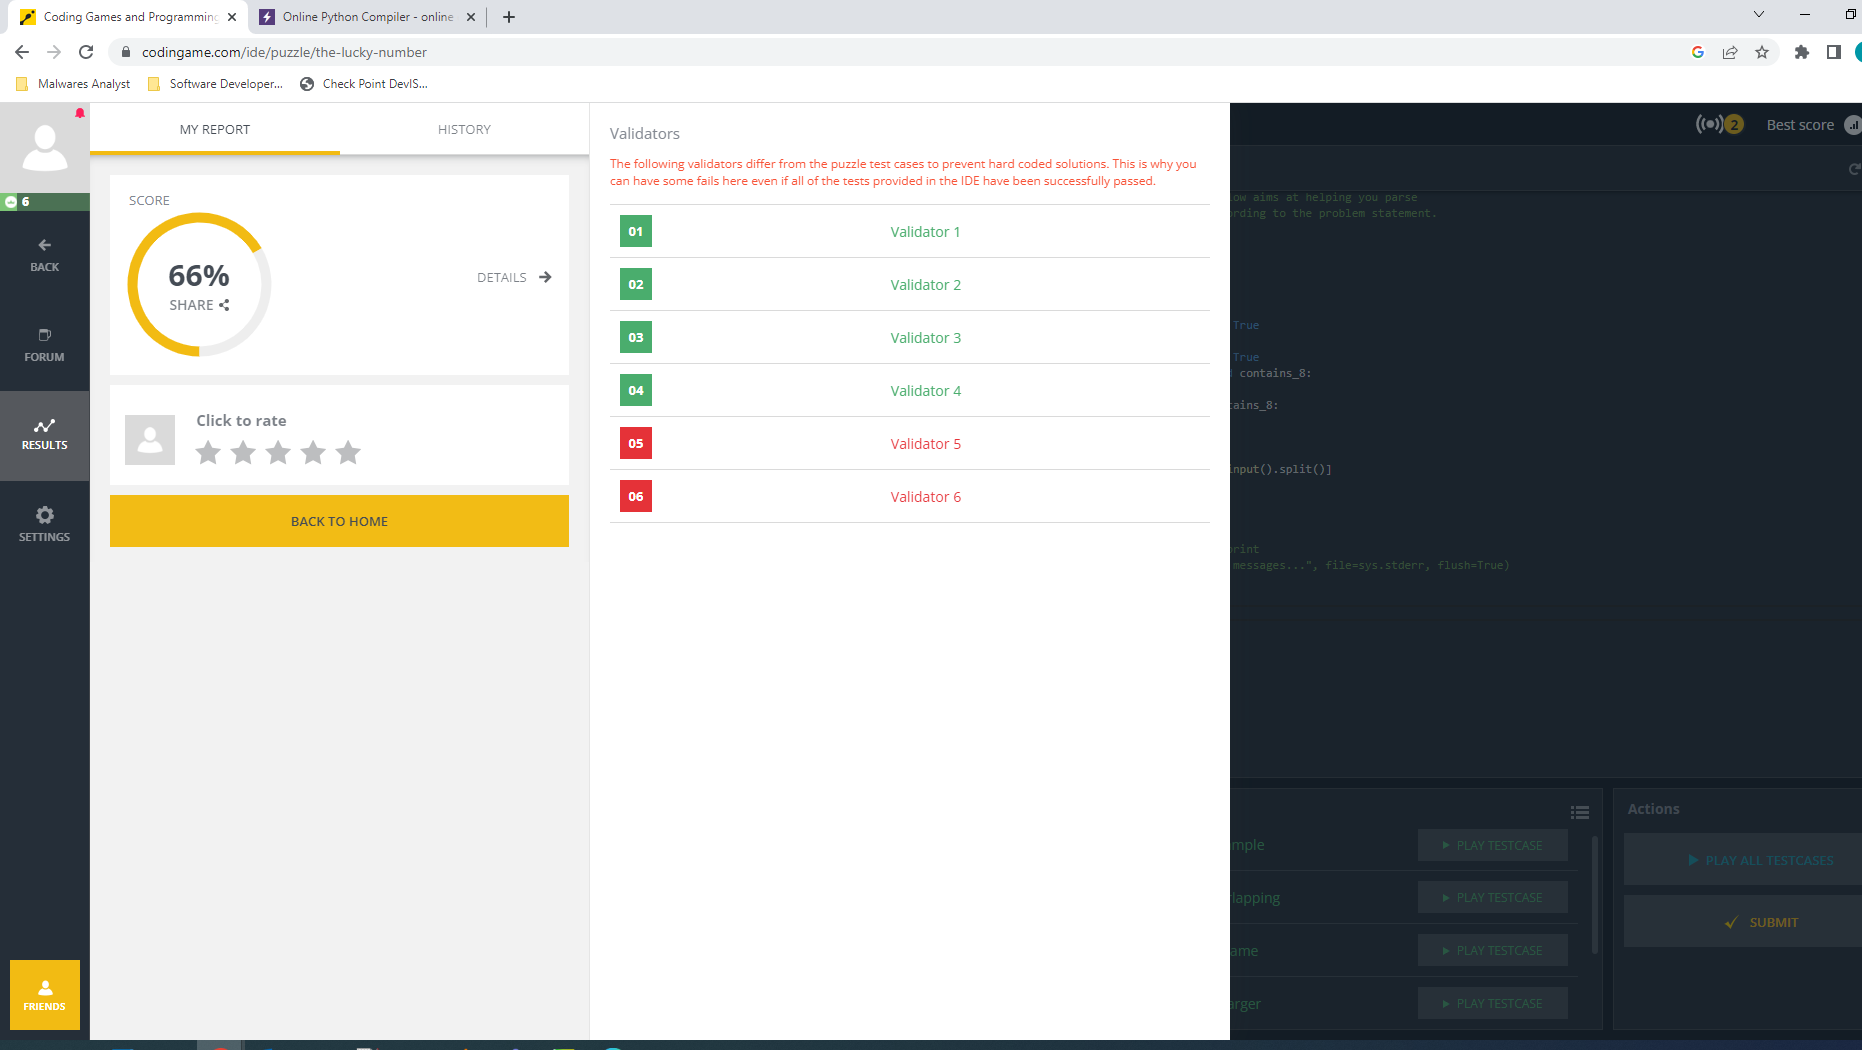 Coding Games and Programming
Online Python Compiler - online
codingame.com/ide/puzzle/the-lucky-number
Malwares Analyst
Software Developer...
Check Point DevlS...
6
BACK
FORUM
RESULTS
SETTINGS
FRIENDS
MY REPORT
HISTORY
SCORE
66%
SHARE
DETAILS
Click to rate
BACK TO HOME
Validators
The following validators differ from the puzzle test cases to prevent hard coded solutions. This is why you
can have some fails here even if all of the tests provided in the IDE have been successfully passed.
01 Validator 1
02 Validator 2
03 Validator 3
04 Validator 4
05 Validator 5
06 Validator 6
2
Best score
ow aims at helping you parse
rding to the problem statement.
True
True
contains_8:
ains_8:
nput().split()]
rint
messages...", file=sys.stderr, flush=True)
mple
PLAY TESTCASE
lapping
PLAY TESTCASE
ame
PLAY TESTCASE
arger
PLAY TESTCASE
Actions
PLAY ALL TESTCASES
SUBMIT